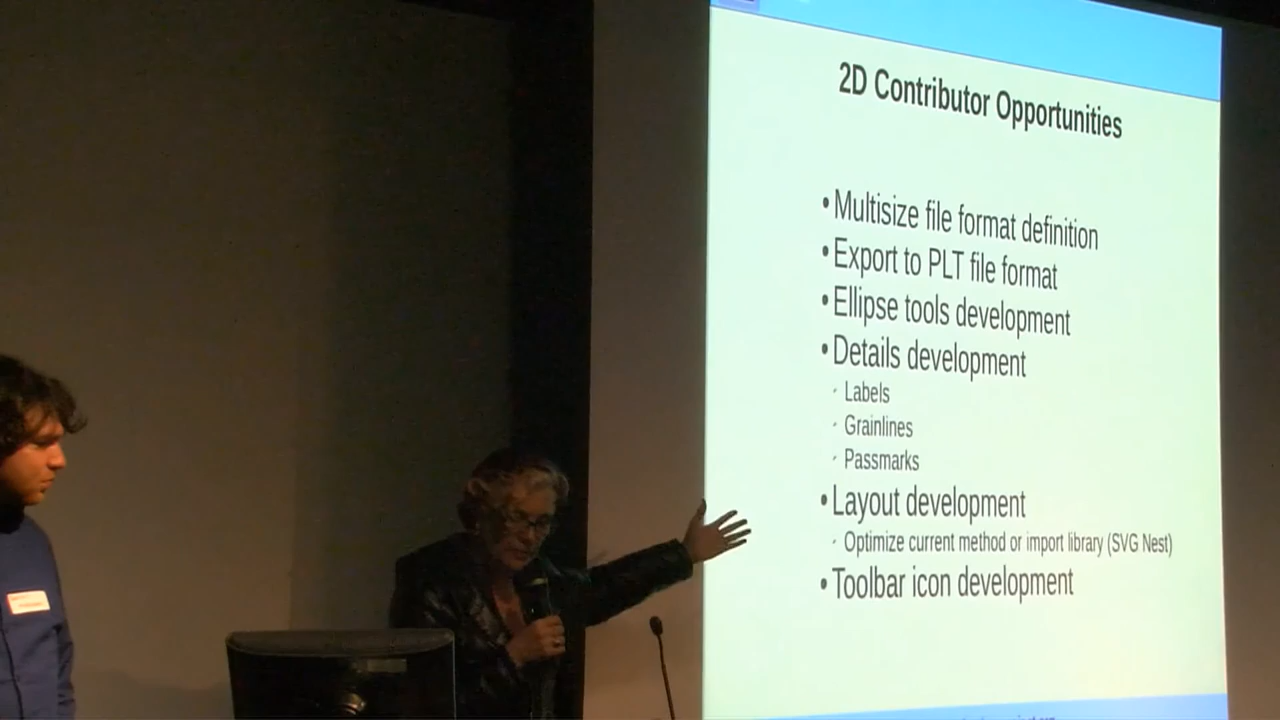 2D Contributor Opportunities
•Multisize file format definition
•Export to PLT file format
•Ellipse tools development
•Details development
Labels
Grainlines
Passmarks
•Layout development
Optimize current method or import library (SVG Nest)
•Toolbar icon development